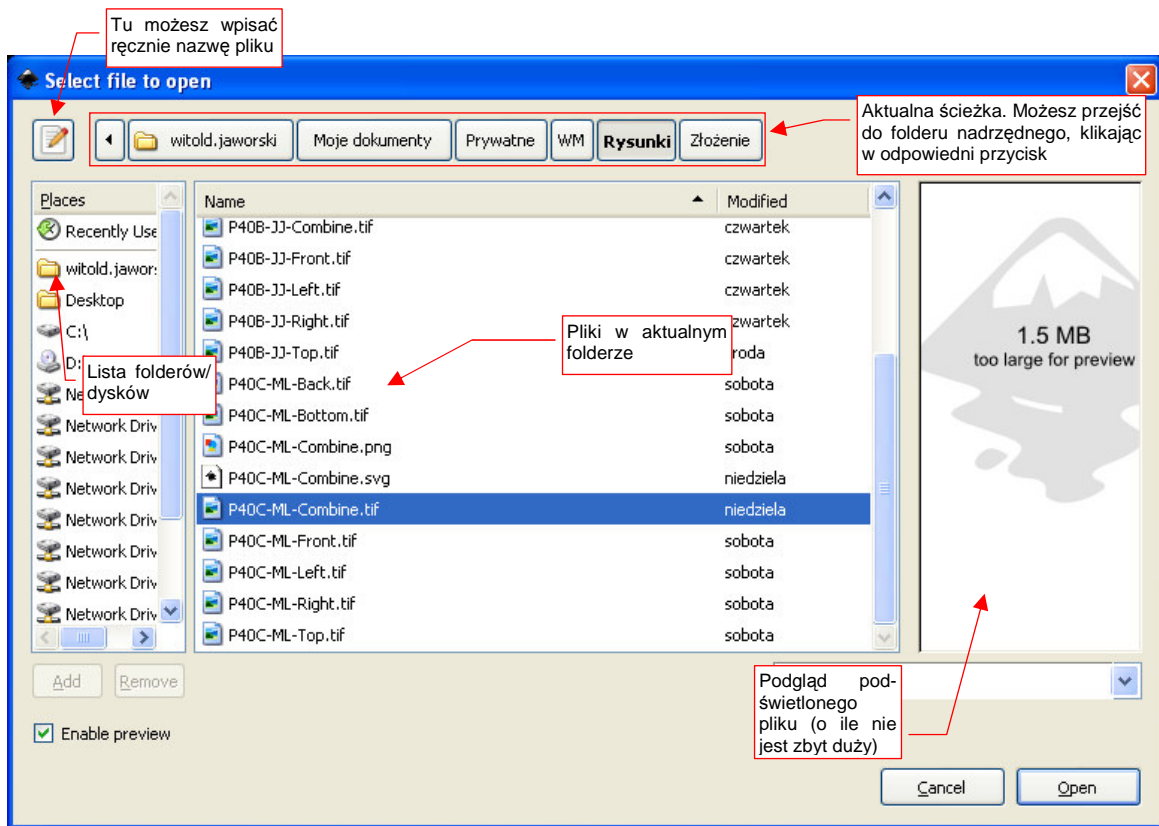 Tu możesz wpisać
ręcznie nazwę pliku
Select file to open
witold.jaworski
Moje dokumenty
Prywatne
WM
Rysunki
Złożenie
Aktualna ścieżka. Możesz przejść
do folderu nadrzędnego, klikając
w odpowiedni przycisk
Places
Recently Use
witold.jawor
Desktop
C:\
D:
Ne
Network Driv
Network Driv
Network Driv
Network Driv
Network Driv
Network Driv
Network Driv
Lista folderów/
dysków
Name Modified
P40B-JJ-Combine.tif czwartek
P40B-JJ-Front.tif czwartek
P40B-JJ-Left.tif czwartek
P40B-JJ-Right.tif zwartek
P40B-JJ-Top.tif roda
P40C-ML-Back.tif sobota
P40C-ML-Bottom.tif sobota
P40C-ML-Combine.png sobota
P40C-ML-Combine.svg niedziela
P40C-ML-Combine.tif niedziela
P40C-ML-Front.tif sobota
P40C-ML-Left.tif sobota
P40C-ML-Right.tif sobota
P40C-ML-Top.tif sobota
Pliki w aktualnym
folderze
1.5 MB
too large for preview
Add
Remove
Podgląd pod-
świetlonego
pliku (o ile nie
jest zbyt duży)
Enable preview
Cancel
Open